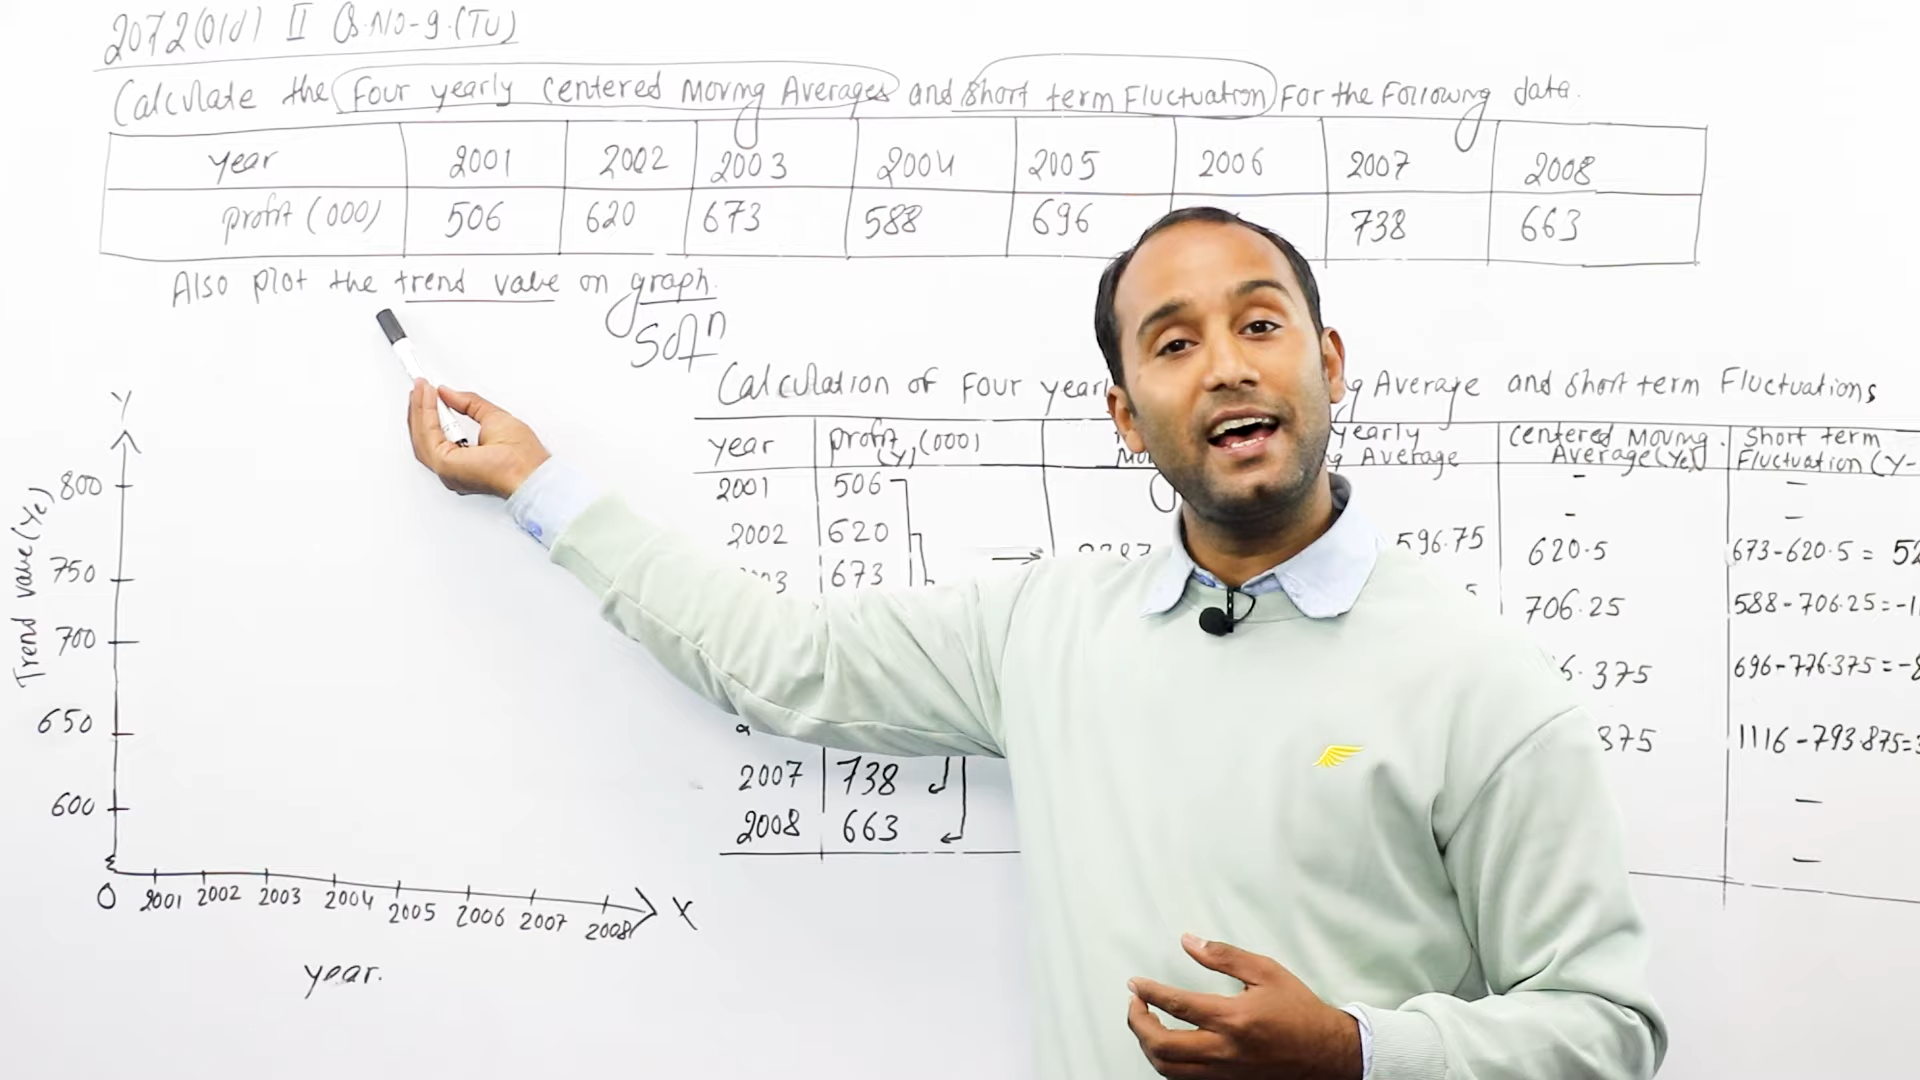 2072(Old) II Q.No-9.(TU)
Calculate the Four yearly Centered Moving Averages and Short term Fluctuation For the Following data.
year 2001 2002 2003 2004 2005 2006 2007 2008
profit (000) 506 620 673 588 696 738 663
Also plot the trend value on graph.
Solⁿ
Calculation of Four yearly Average and Short term Fluctuations
year profit (000) yearly Centered Moving Short term
(Y) Average Average (Ye) Fluctuation (Y-
2001 506 - -
2002 620 - -
673 596.75 620.5 673-620.5 = 52
706.25 588-706.25=-1
.375 696-776.375=-8
1116-793.875=3
2007 738 -
2008 663 -
Y
Trend value (Ye)
800
750
700
650
600
O 2001 2002 2003 2004 2005 2006 2007 2008 X
year.